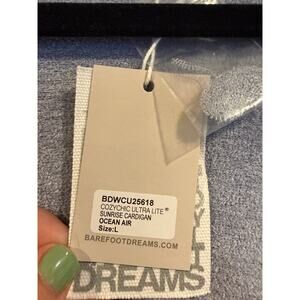 BDWCU25618
COZYCHIC ULTRA LITE®
SUNRISE CARDIGAN
OCEAN AIR
Size:L
BAREFOOTDREAMS.COM
DREAMS